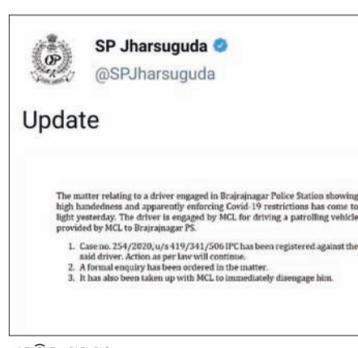 SP Jharsuguda
@SPJharsuguda
Update
The matter relating to a driver engaged in Brajrajnagar Police Station showing
high handedness and apparently enforcing Covid-19 restrictions has come to
light yesterday. The driver is engaged by MCL for driving a patrolling vehicle
provided by MCL to Brajrajnagar PS.
1. Case no. 254/2020, u/s 419/341/506 IPC has been registered against the
said driver. Action as per law will continue.
2. A formal enquiry has been ordered in the matter.
3. It has also been taken up with MCL to immediately disengage him.